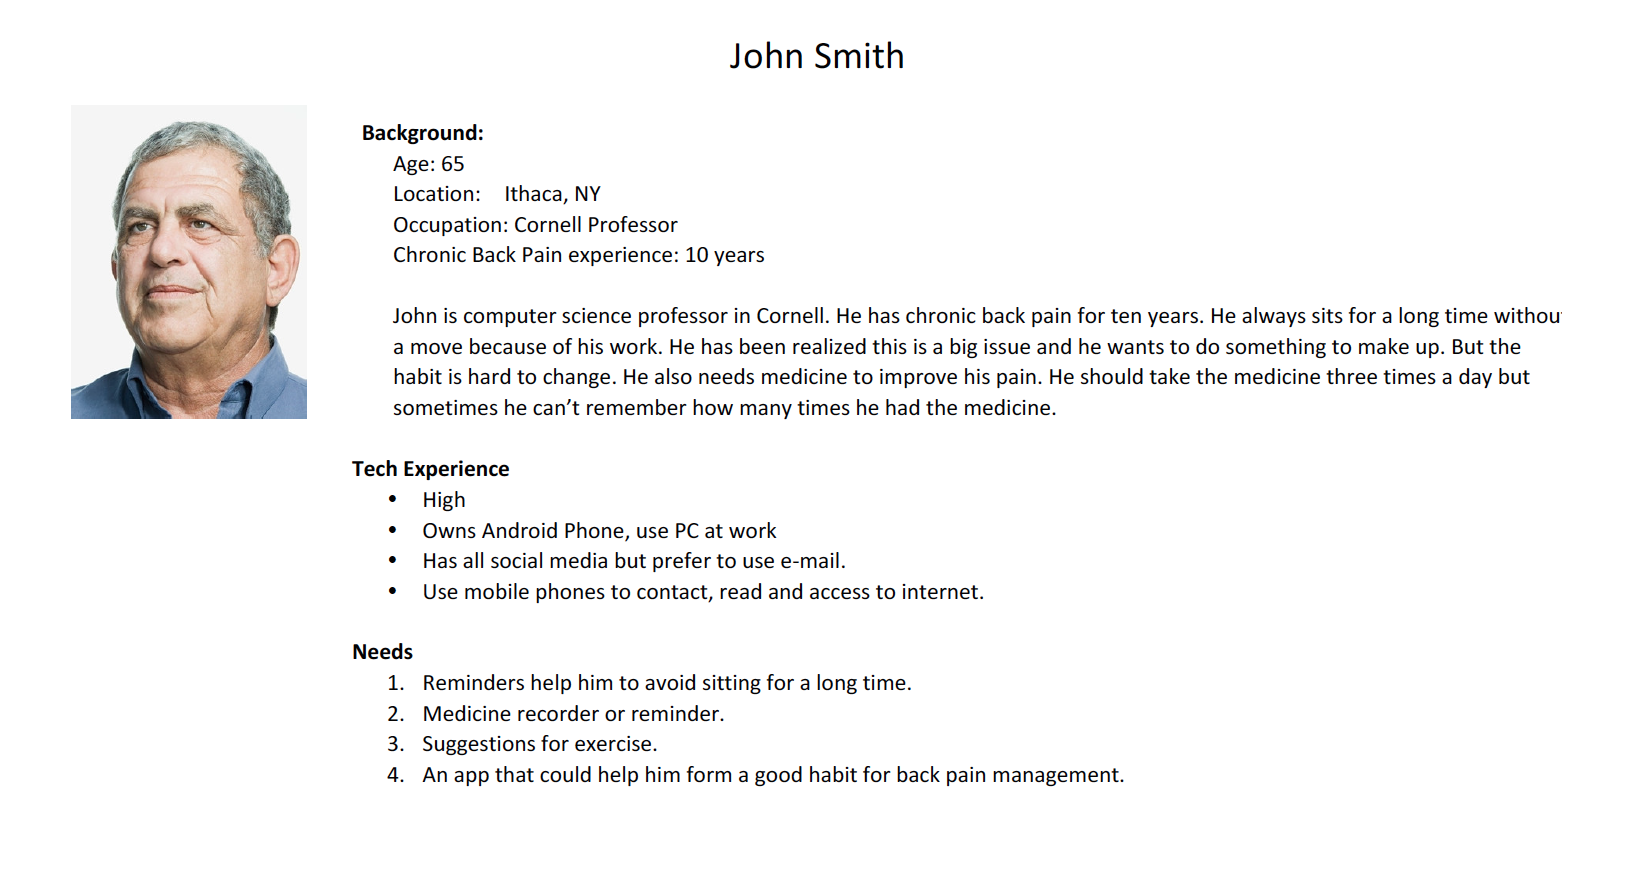 John Smith
Background:
Age: 65
Location: Ithaca, NY
Occupation: Cornell Professor
Chronic Back Pain experience: 10 years
John is computer science professor in Cornell. He has chronic back pain for ten years. He always sits for a long time withou
a move because of his work. He has been realized this is a big issue and he wants to do something to make up. But the
habit is hard to change. He also needs medicine to improve his pain. He should take the medicine three times a day but
sometimes he can’t remember how many times he had the medicine.
Tech Experience
• High
• Owns Android Phone, use PC at work
• Has all social media but prefer to use e-mail.
• Use mobile phones to contact, read and access to internet.
Needs
1. Reminders help him to avoid sitting for a long time.
2. Medicine recorder or reminder.
3. Suggestions for exercise.
4. An app that could help him form a good habit for back pain management.